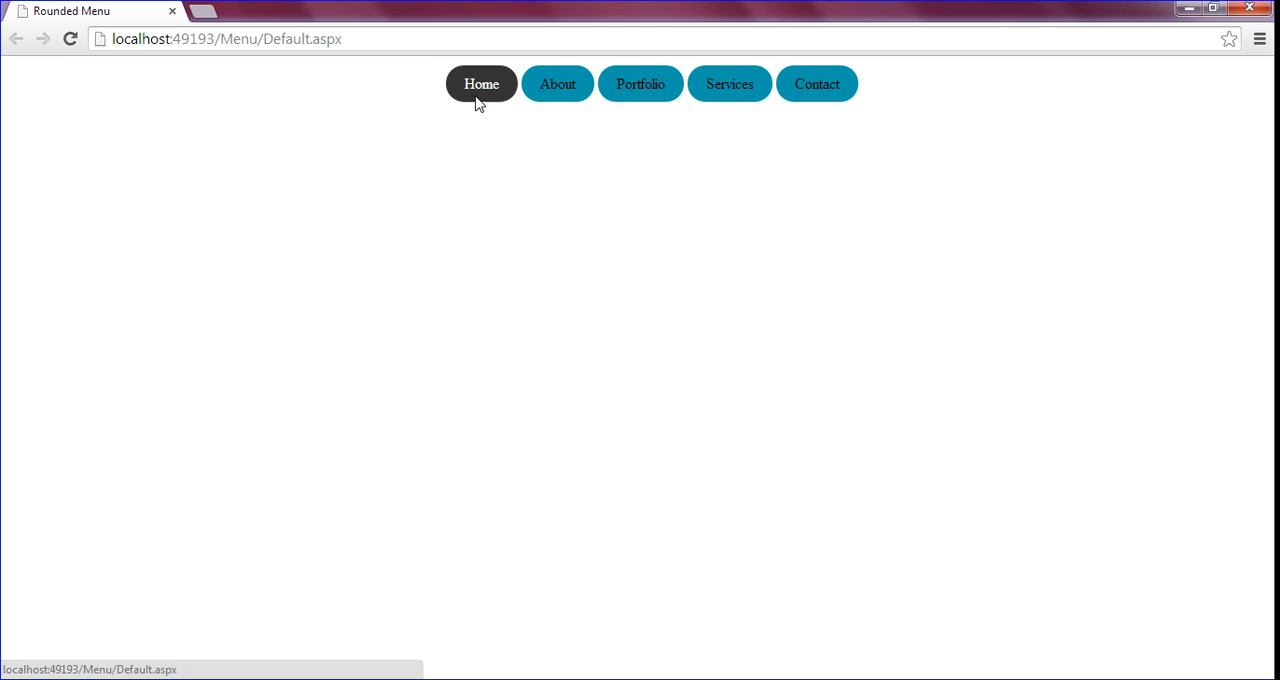 Rounded Menu
localhost:49193/Menu/Default.aspx
Home About Portfolio Services Contact
localhost:49193/Menu/Default.aspx